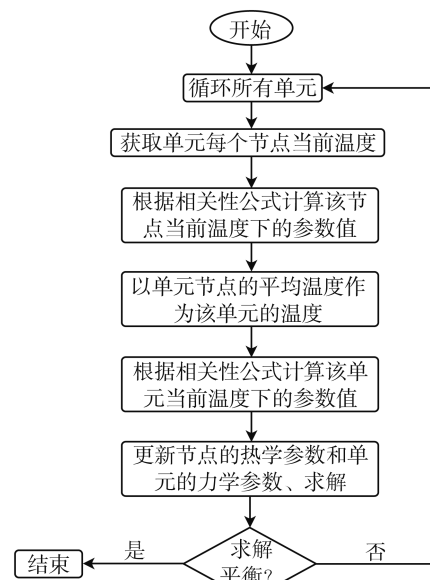 开始
循环所有单元
获取单元每个节点当前温度
根据相关性公式计算该节
点当前温度下的参数值
以单元节点的平均温度作
为该单元的温度
根据相关性公式计算该单
元当前温度下的参数值
更新节点的热学参数和单
元的力学参数、求解
求解
平衡?
是
否
结束